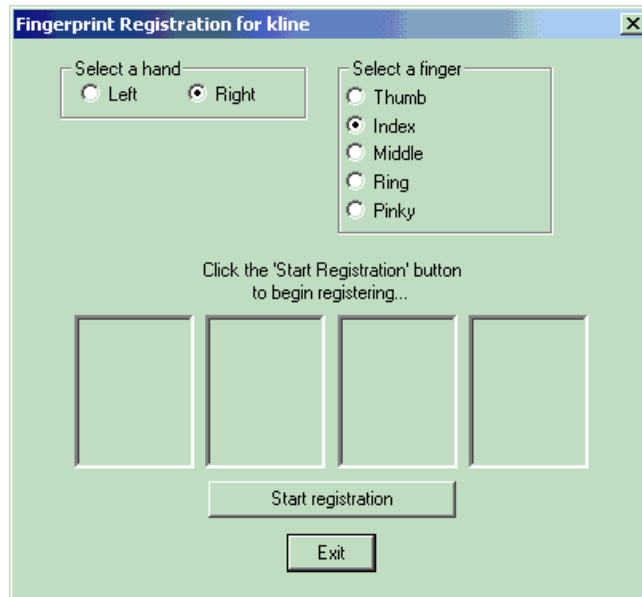 Fingerprint Registration for kline
Select a hand
Left Right
Select a finger
Thumb
Index
Middle
Ring
Pinky
Click the 'Start Registration' button
to begin registering...
Start registration
Exit